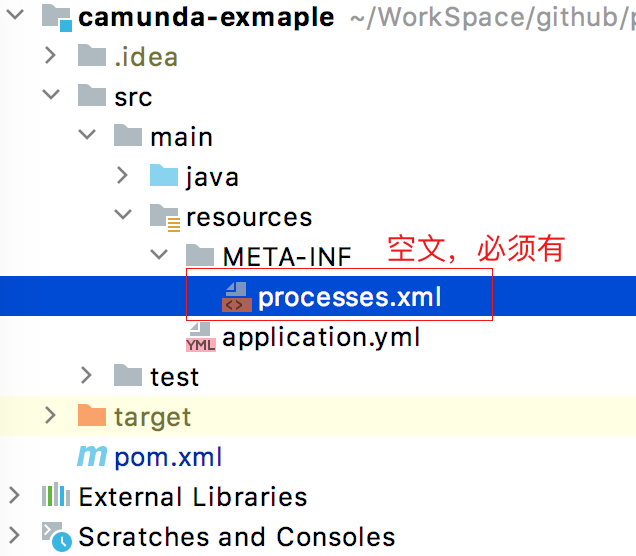 camunda-exmaple ~/WorkSpace/github/
.idea
src
main
java
resources
META-INF 空文，必须有
processes.xml
YML application.yml
test
target
m pom.xml
External Libraries
Scratches and Consoles